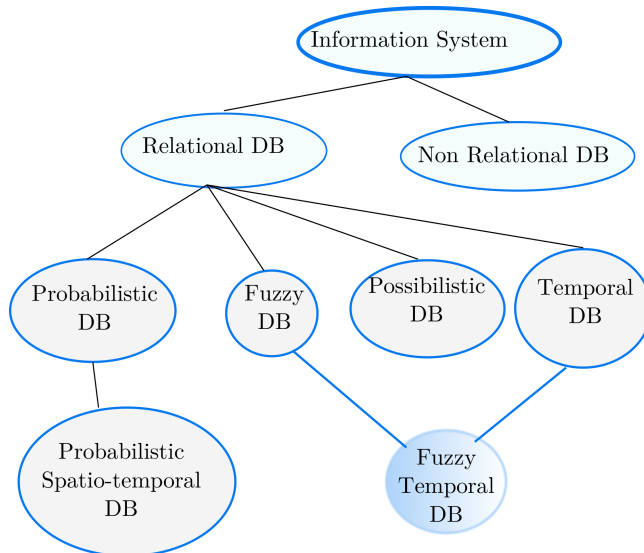 Information System
Relational DB
Non Relational DB
Probabilistic
DB
Fuzzy
DB
Possibilistic
DB
Temporal
DB
Probabilistic
Spatio-temporal
DB
Fuzzy
Temporal
DB